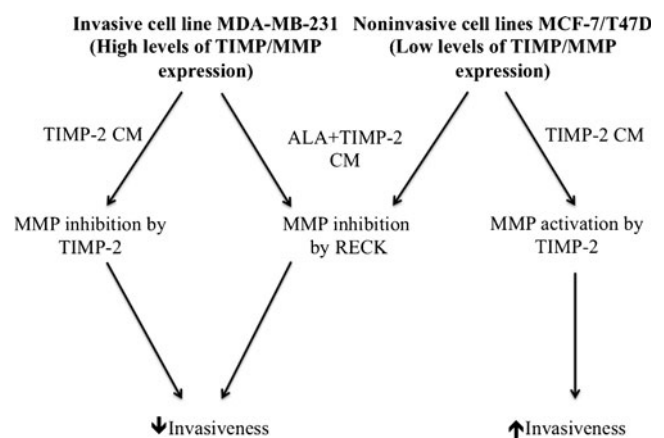 Invasive cell line MDA-MB-231
(High levels of TIMP/MMP
expression)
Noninvasive cell lines MCF-7/T47D
(Low levels of TIMP/MMP
expression)
TIMP-2 CM
ALA+TIMP-2
CM
TIMP-2 CM
MMP inhibition by
TIMP-2
MMP inhibition
by RECK
MMP activation by
TIMP-2
🡇Invasiveness
🡅Invasiveness